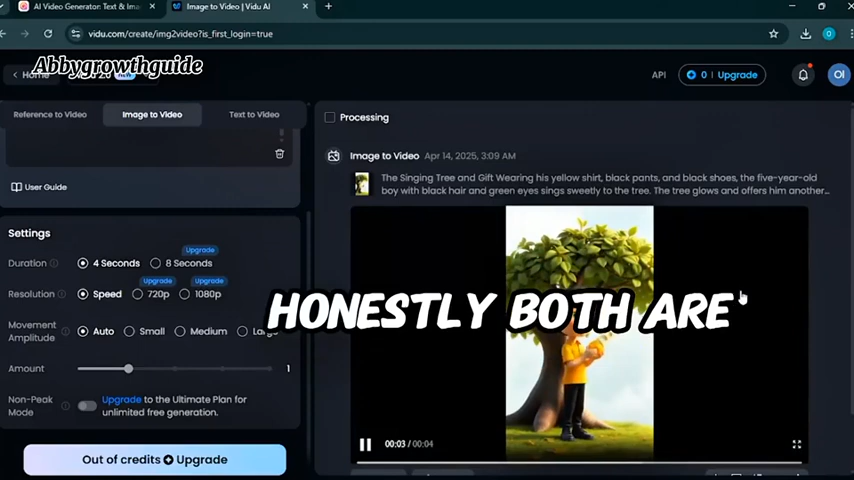 AI Video Generator: Text & Ima
Image to Video | Vidu AI
vidu.com/create/img2video?is_first_login=true
Abbygrowthguide
Home
2.0
API
0 | Upgrade
OI
Reference to Video
Image to Video
Text to Video
User Guide
Settings
Duration
4 Seconds
8 Seconds
Upgrade
Resolution
Speed
720p
Upgrade
1080p
Upgrade
Movement
Amplitude
Auto
Small
Medium
Amount
1
Non-Peak
Mode
Upgrade to the Ultimate Plan for
unlimited free generation.
Out of credits Upgrade
Processing
Image to Video Apr 14, 2025, 3:09 AM
The Singing Tree and Gift Wearing his yellow shirt, black pants, and black shoes, the five-year-old
boy with black hair and green eyes sings sweetly to the tree. The tree glows and offers him another...
HONESTLY BOTH ARE
00:03 / 00:04